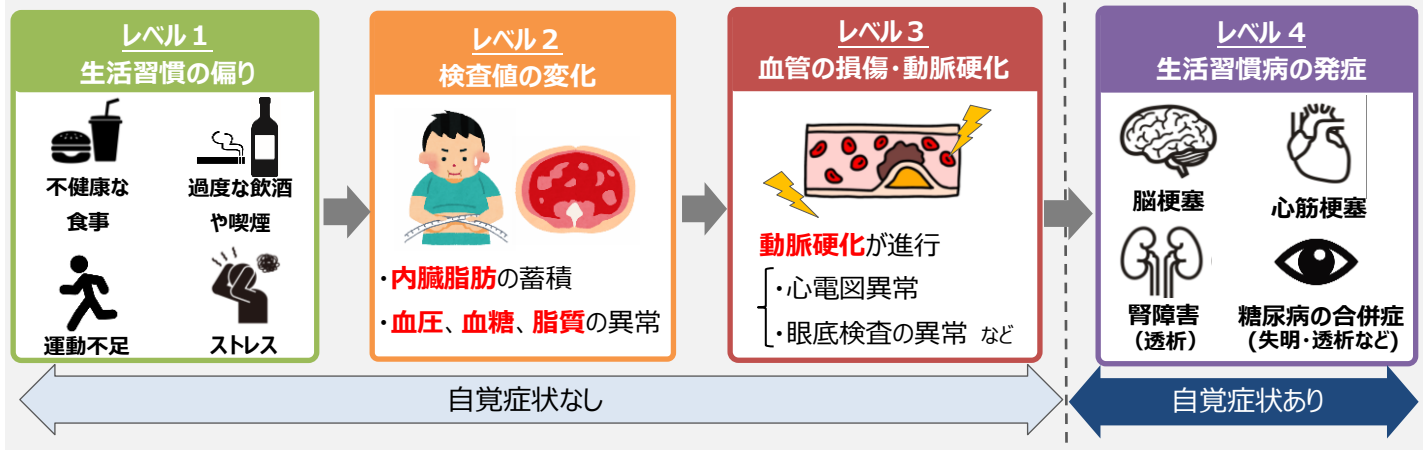 レベル１
生活習慣の偏り
不健康な
食事
過度な飲酒
や喫煙
運動不足
ストレス
レベル２
検査値の変化
・内臓脂肪の蓄積
・血圧、血糖、脂質の異常
レベル３
血管の損傷・動脈硬化
動脈硬化が進行
・心電図異常
・眼底検査の異常 など
レベル４
生活習慣病の発症
脳梗塞
心筋梗塞
腎障害
（透析）
糖尿病の合併症
(失明・透析など)
自覚症状なし
自覚症状あり